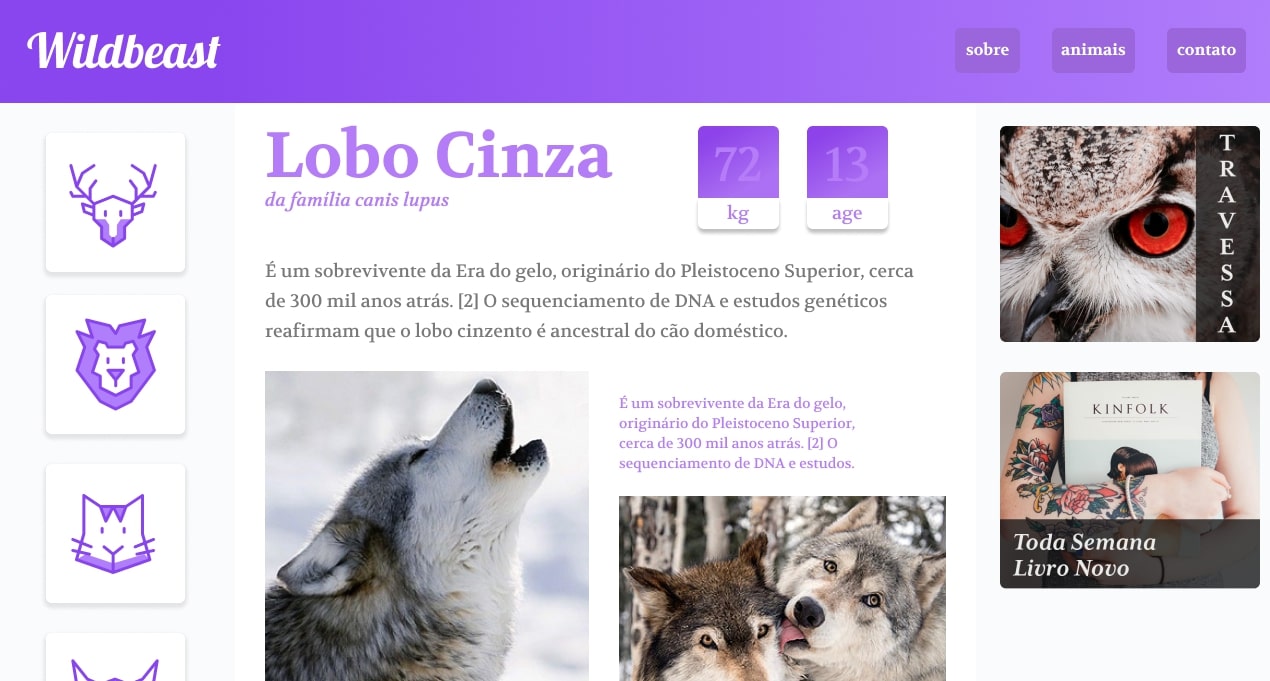 Wildbeast
sobre
animais
contato
Lobo Cinza
da família canis lupus
72
kg
13
age
É um sobrevivente da Era do gelo, originário do Pleistoceno Superior, cerca
de 300 mil anos atrás. [2] O sequenciamento de DNA e estudos genéticos
reafirmam que o lobo cinzento é ancestral do cão doméstico.
É um sobrevivente da Era do gelo,
originário do Pleistoceno Superior,
cerca de 300 mil anos atrás. [2] O
sequenciamento de DNA e estudos.
TRAVESSA
KINFOLK
Toda Semana
Livro Novo